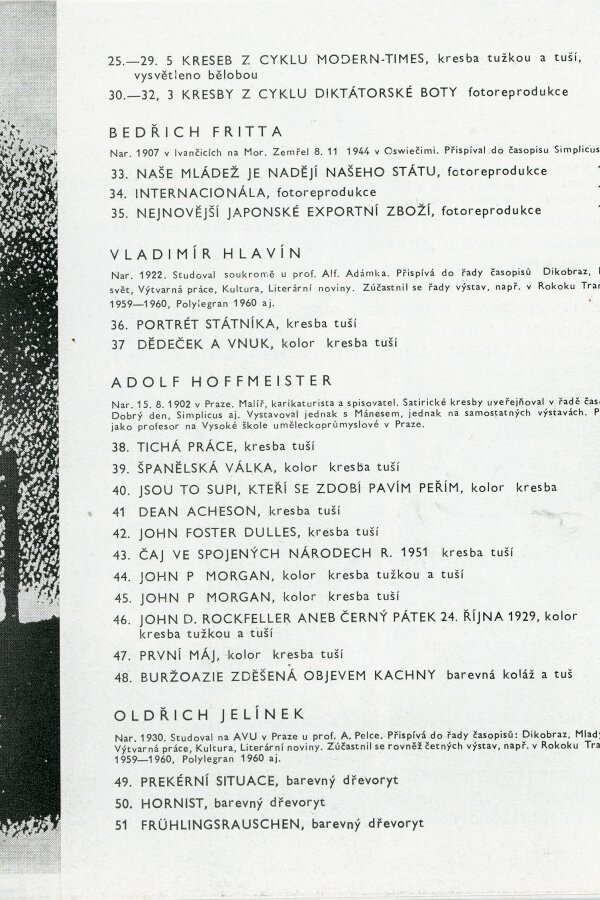 25.—29. 5 KRESEB Z CYKLU MODERN-TIMES, kresba tužkou a tuší,
vysvětleno bělobou
30.—32, 3 KRESBY Z CYKLU DIKTÁTORSKÉ BOTY fotoreprodukce
BEDŘICH FRITTA
Nar. 1907 v Ivančicích na Mor. Zemřel 8. 11 1944 v Oswiečimi. Přispíval do časopisu Simplicus
33. NAŠE MLÁDEŽ JE NADĚJÍ NAŠEHO STÁTU, fotoreprodukce
34. INTERNACIONÁLA, fotoreprodukce
35. NEJNOVĚJŠÍ JAPONSKÉ EXPORTNÍ ZBOŽÍ, fotoreprodukce
VLADIMÍR HLAVÍN
Nar. 1922. Studoval soukromě u prof. Alf. Adámka. Přispívá do řady časopisů Dikobraz,
svět, Výtvarná práce, Kultura, Literární noviny. Zúčastnil se řady výstav, např. v Rokoku Tra
1959—1960, Polylegran 1960 aj.
36. PORTRÉT STÁTNÍKA, kresba tuší
37 DĚDEČEK A VNUK, kolor kresba tuší
ADOLF HOFFMEISTER
Nar. 15. 8. 1902 v Praze. Malíř, karikaturista a spisovatel. Satirické kresby uveřejňoval v řadě čas
Dobrý den, Simplicus aj. Vystavoval jednak s Mánesem, jednak na samostatných výstavách. P
jako profesor na Vysoké škole uměleckoprůmyslové v Praze.
38. TICHÁ PRÁCE, kresba tuší
39. ŠPANĚLSKÁ VÁLKA, kolor kresba tuší
40. JSOU TO SUPI, KTEŘÍ SE ZDOBÍ PAVÍM PEŘÍM, kolor kresba
41 DEAN ACHESON, kresba tuší
42. JOHN FOSTER DULLES, kresba tuší
43. ČAJ VE SPOJENÝCH NÁRODECH R. 1951 kresba tuší
44. JOHN P MORGAN, kolor kresba tužkou a tuší
45. JOHN P MORGAN, kolor kresba tuší
46. JOHN D. ROCKFELLER ANEB ČERNÝ PÁTEK 24. ŘÍJNA 1929, kolor
kresba tužkou a tuší
47. PRVNÍ MÁJ, kolor kresba tuší
48. BURŽOAZIE ZDĚŠENÁ OBJEVEM KACHNY barevná koláž a tuš
OLDŘICH JELÍNEK
Nar. 1930. Studoval na AVU v Praze u prof. A. Pelce. Přispívá do řady časopisů: Dikobraz, Mlad
Výtvarná práce, Kultura, Literární noviny. Zúčastnil se rovněž četných výstav, např. v Rokoku Tra
1959—1960, Polylegran 1960 aj.
49. PREKÉRNÍ SITUACE, barevný dřevoryt
50. HORNIST, barevný dřevoryt
51 FRÜHLINGSRAUSCHEN, barevný dřevoryt